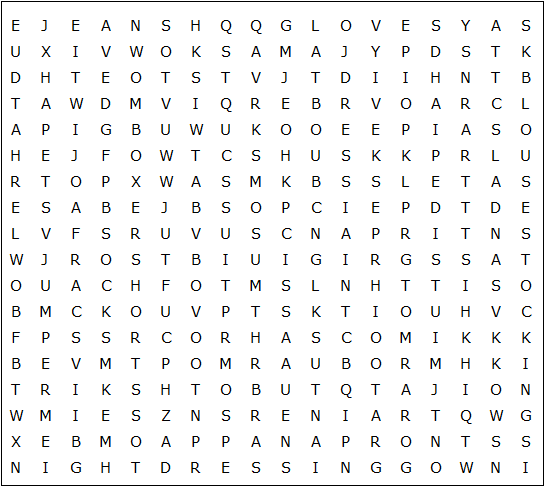 E J E A N S H Q Q G L O V E S Y A S
U X I V W O K S A M A J Y P D S T K
D H T E O T S T V J T D I I H N T B
T A W D M V I Q R E B R V O A R C L
A P I G B U W U K O O E E P I A S O
H E J F O W T C S H U S K K P R L U
R T O P X W A S M K B S S L E T A S
E S A B E J B S O P C I E P D T D E
L V F S R U V U S C N A P R I T N S
W J R O S T B I U I G I R G S S A T
O U A C H F O T M S L N H T T I S O
B M C K O U V P T S K T I O U H V C
F P S S R C O R H A S C O M I K K K
B E V M T P O M R A U B O R M H K I
T R I K S H T O B U T Q T A J I O N
W M I E S Z N S R E N I A R T Q W G
X E B M O A P P A N A P R O N T S S
N I G H T D R E S S I N G G O W N I